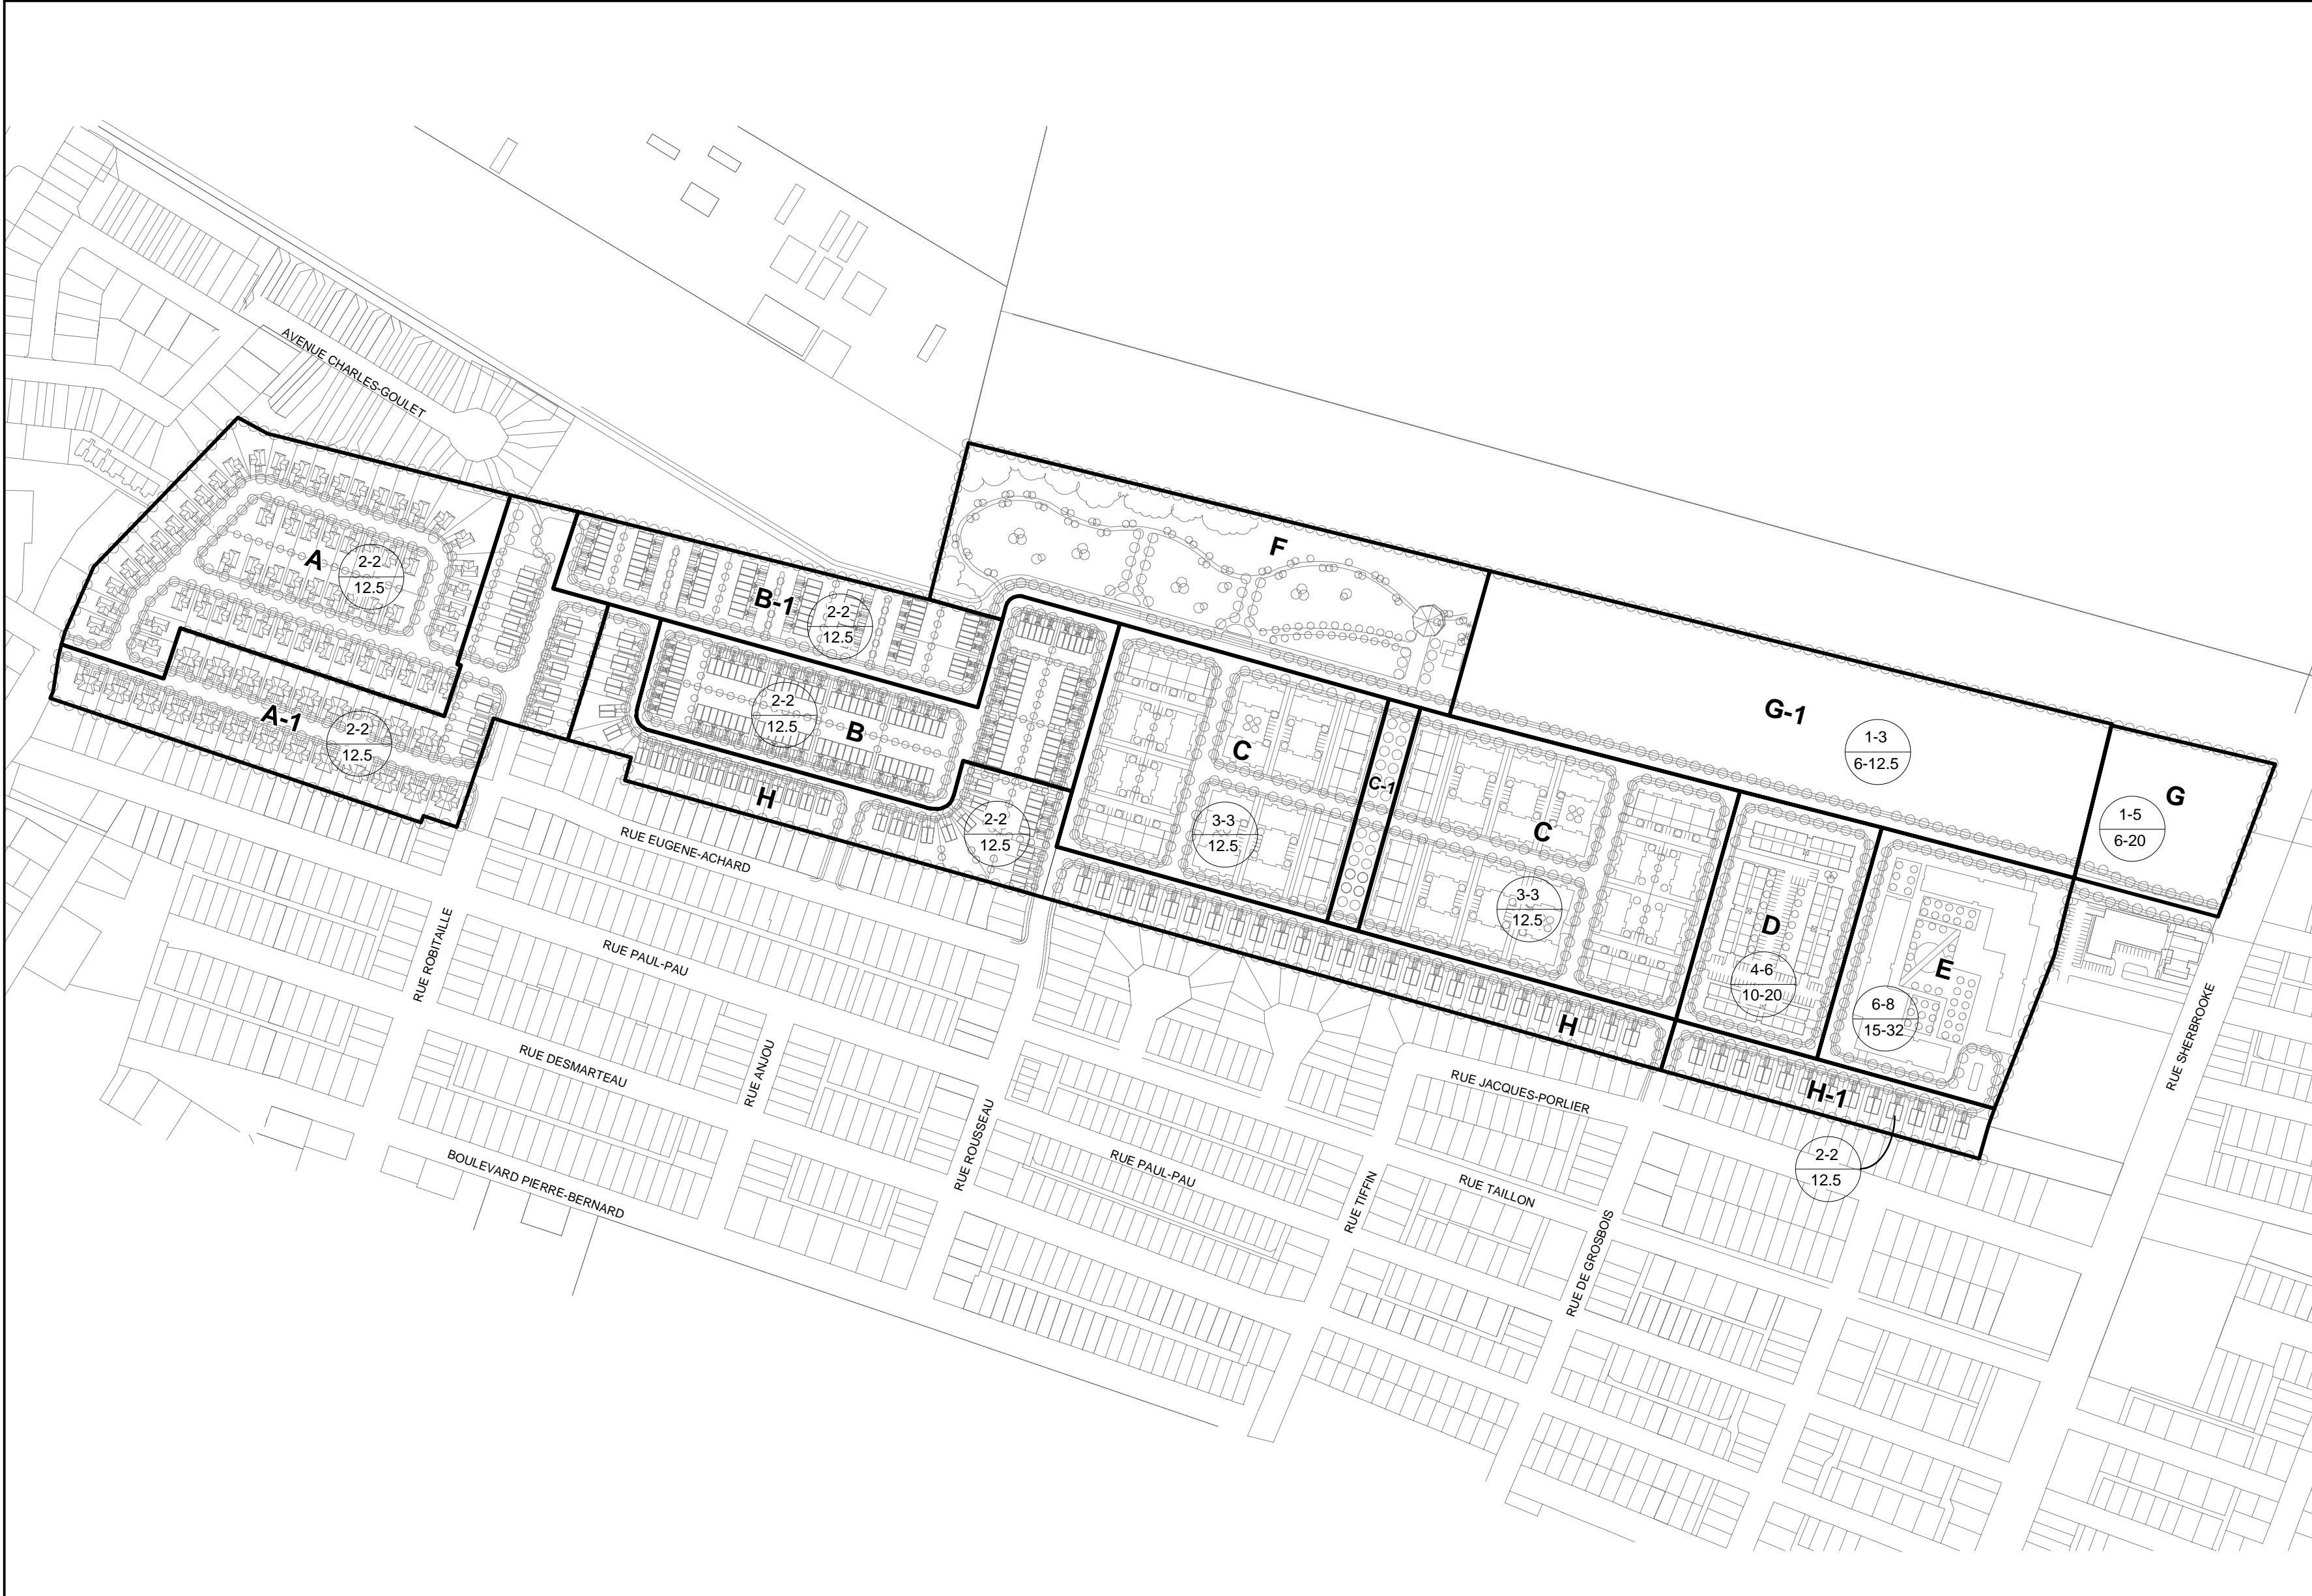 AVENUE CHARLES-GOULET
A
2-2
12.5
F
B-1
2-2
12.5
A-1
2-2
12.5
2-2
12.5
B
G-1
1-3
6-12.5
C
C-1
H
2-2
12.5
3-3
12.5
C
G
1-5
6-20
RUE EUGENE-ACHARD
3-3
12.5
D
4-6
10-20
E
6-8
15-32
RUE ROBITAILLE
RUE PAUL-PAU
H
RUE SHERBROOKE
RUE DESMARTEAU
RUE ANJOU
RUE JACQUES-PORLIER
H-1
2-2
12.5
BOULEVARD PIERRE-BERNARD
RUE ROUSSEAU
RUE PAUL-PAU
RUE TIFFIN
RUE TAILLON
RUE DE GROSBOIS